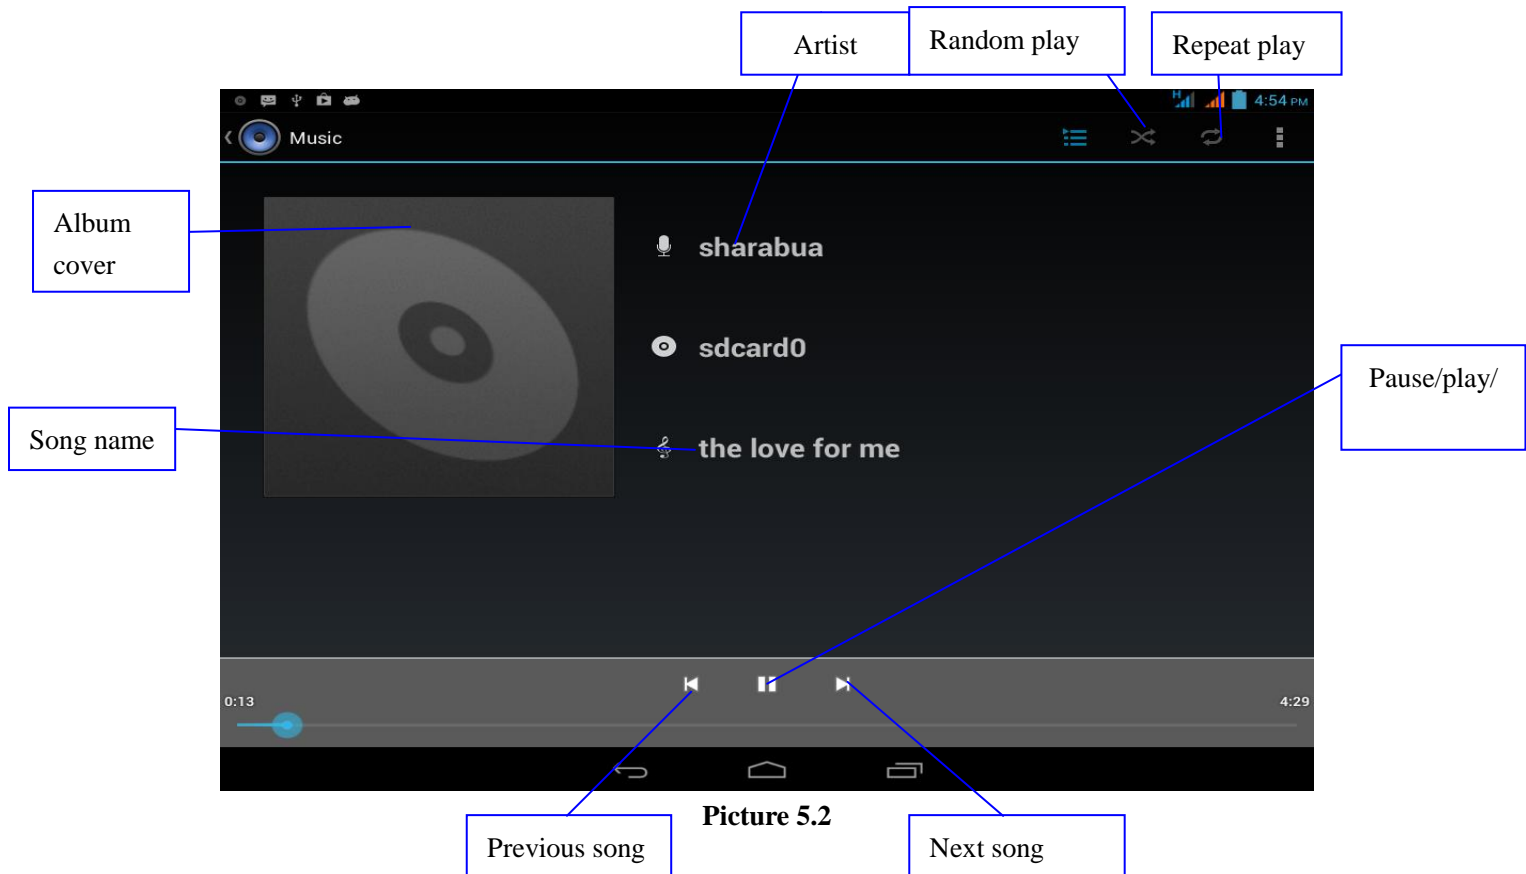 Artist
Random play
Repeat play
4:54 PM
Music
Album
cover
sharabua
sdcard0
Pause/play/
Song name
the love for me
0:13
4:29
Picture 5.2
Previous song
Next song